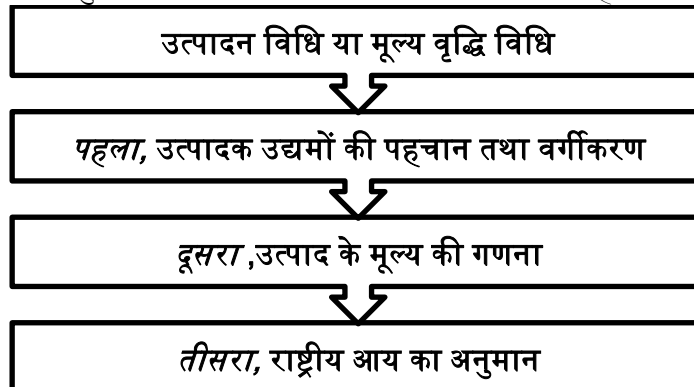 उत्पादन विधि या मूल्य वृद्धि विधि
पहला, उत्पादक उद्यमों की पहचान तथा वर्गीकरण
दूसरा ,उत्पाद के मूल्य की गणना
तीसरा, राष्ट्रीय आय का अनुमान